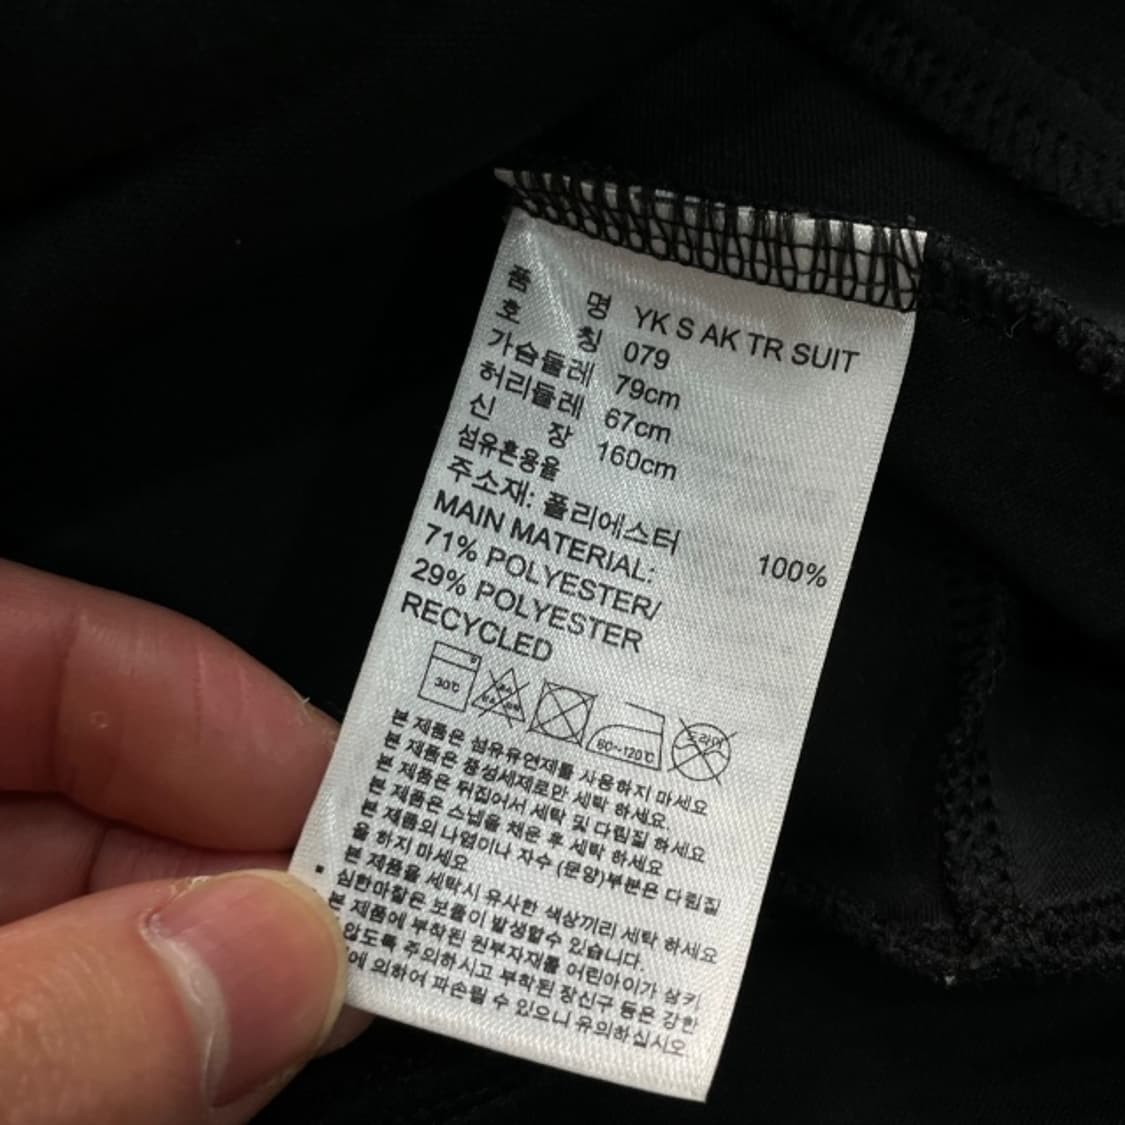 품 명 YK S AK TR SUIT
호 칭 079
가슴둘레 79cm
허리둘레 67cm
신 장 160cm
섬유혼용율
주소재: 폴리에스터 100%
MAIN MATERIAL:
71% POLYESTER/
29% POLYESTER
RECYCLED
30℃
60~120℃ 드라이
본 제품은 섬유유연제를 사용하지 마세요
본 제품은 중성세제로만 세탁 하세요
본 제품은 뒤집어서 세탁 및 다림질 하세요
본 제품은 스냅을 채운 후 세탁 하세요
본 제품의 나염이나 자수 (문양)부분은 다림질
을 하지 마세요
본 제품을 세탁시 유사한 색상끼리 세탁 하세요
심한마찰은 보풀이 발생할수 있습니다.
본 제품에 부착된 원부자재를 어린아이가 삼키
않도록 주의하시고 부착된 장신구 등은 강한
에 의하여 파손될 수 있으니 유의하십시오